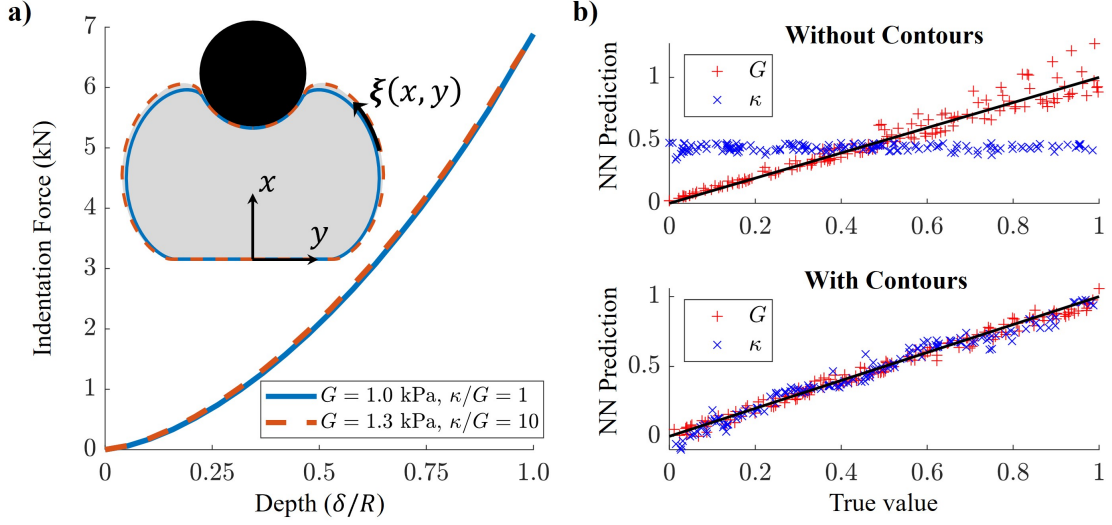 a)
Indentation Force (kN)
7
6
5
4
3
2
1
0
0
0.25
0.5
0.75
1.0
Depth (δ/R)
ξ(x, y)
x
y
G = 1.0 kPa, κ/G = 1
G = 1.3 kPa, κ/G = 10
b)
Without Contours
NN Prediction
1
0.5
0
G
κ
0
0.2
0.4
0.6
0.8
1
With Contours
NN Prediction
1
0.5
0
G
κ
0
0.2
0.4
0.6
0.8
1
True value